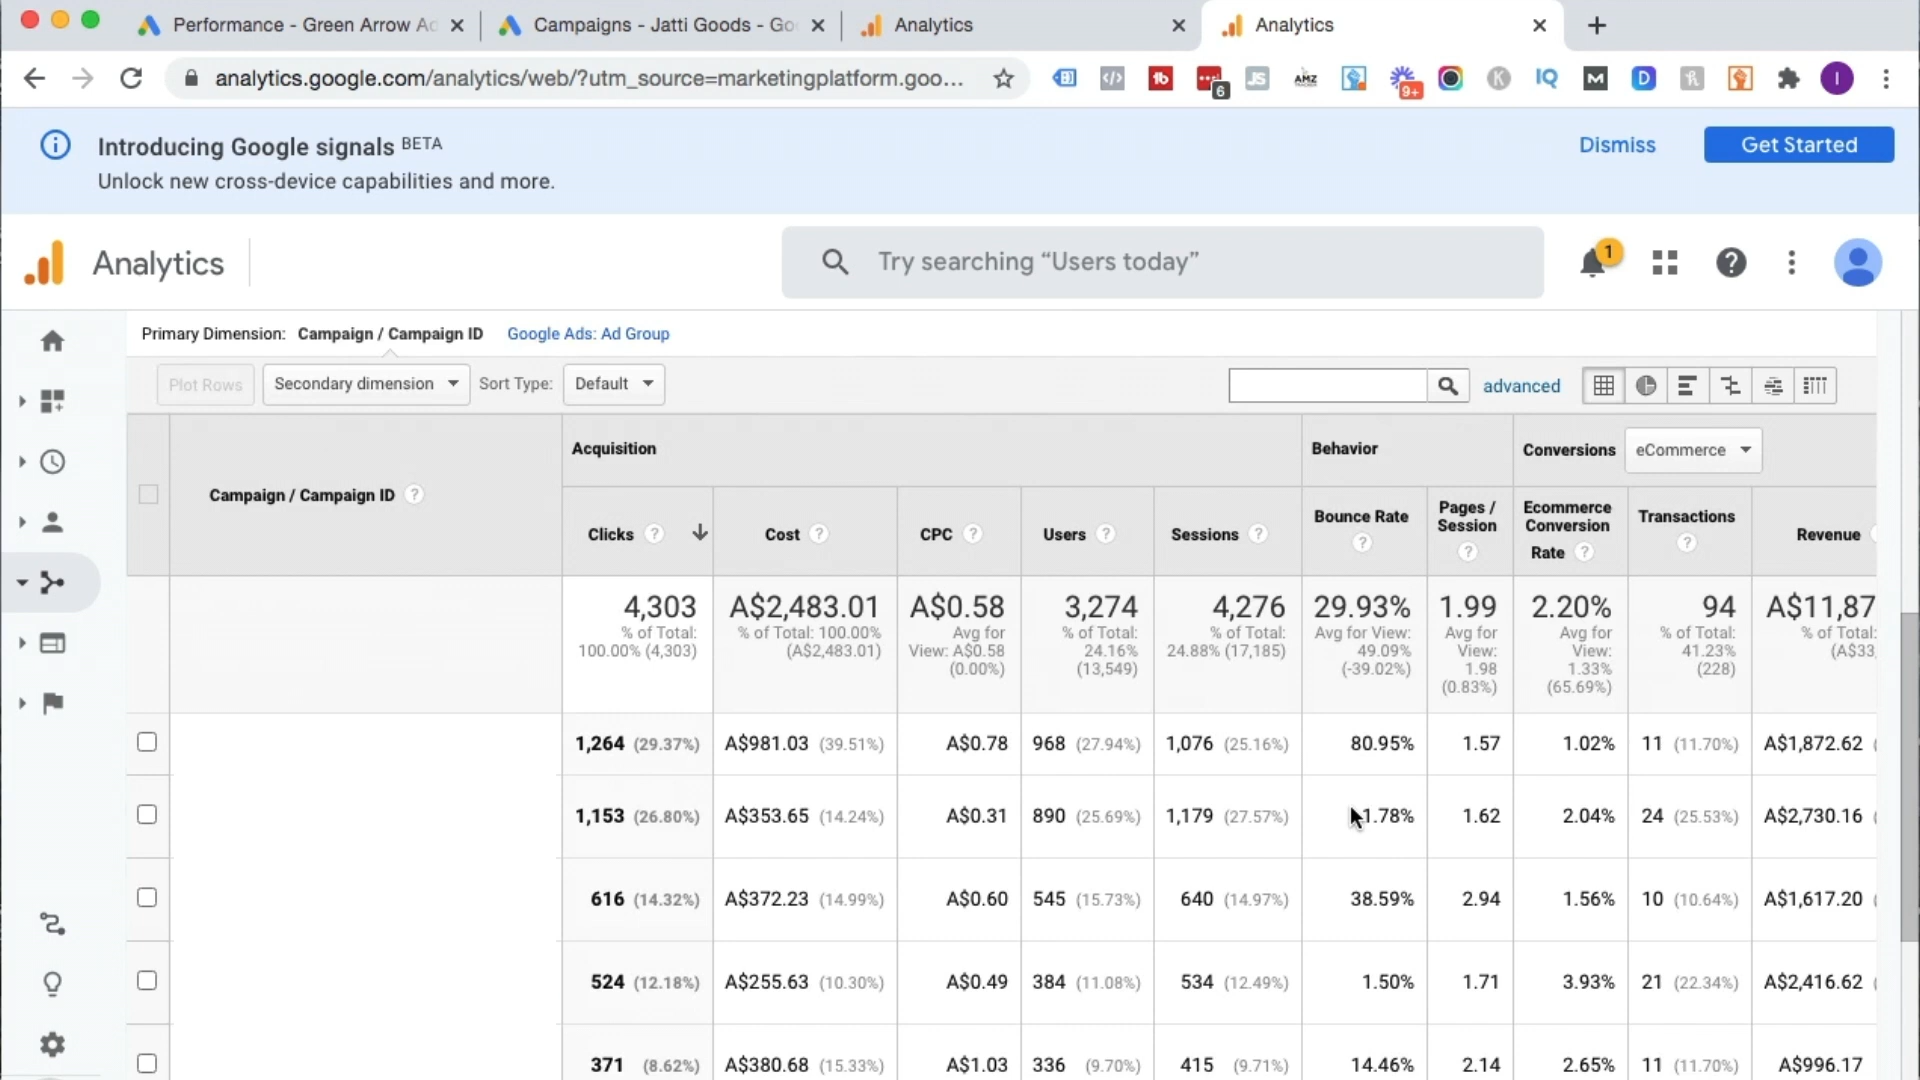 Performance - Green Arrow Ad
Campaigns - Jatti Goods - Go
Analytics
Analytics
analytics.google.com/analytics/web/?utm_source=marketingplatform.goo...
6
JS
AMZ
9+
K
IQ
M
D
I
Introducing Google signals BETA
Unlock new cross-device capabilities and more.
Dismiss
Get Started
Analytics
Try searching “Users today”
1
Primary Dimension: Campaign / Campaign ID Google Ads: Ad Group
Plot Rows Secondary dimension Sort Type: Default advanced
Acquisition Behavior Conversions eCommerce
Campaign / Campaign ID ?
Clicks ? Cost ? CPC ? Users ? Sessions ? Bounce Rate ? Pages / Session ? Ecommerce Conversion Rate ? Transactions ? Revenue
4,303 A$2,483.01 A$0.58 3,274 4,276 29.93% 1.99 2.20% 94 A$11,87
% of Total: 100.00% (4,303)
% of Total: 100.00% (A$2,483.01)
Avg for View: A$0.58 (0.00%)
% of Total: 24.16% (13,549)
% of Total: 24.88% (17,185)
Avg for View: 49.09% (-39.02%)
Avg for View: 1.98 (0.83%)
Avg for View: 1.33% (65.69%)
% of Total: 41.23% (228)
% of Total: (A$33,
1,264 (29.37%) A$981.03 (39.51%) A$0.78 968 (27.94%) 1,076 (25.16%) 80.95% 1.57 1.02% 11 (11.70%) A$1,872.62 (
1,153 (26.80%) A$353.65 (14.24%) A$0.31 890 (25.69%) 1,179 (27.57%) 1.78% 1.62 2.04% 24 (25.53%) A$2,730.16 (
616 (14.32%) A$372.23 (14.99%) A$0.60 545 (15.73%) 640 (14.97%) 38.59% 2.94 1.56% 10 (10.64%) A$1,617.20 (
524 (12.18%) A$255.63 (10.30%) A$0.49 384 (11.08%) 534 (12.49%) 1.50% 1.71 3.93% 21 (22.34%) A$2,416.62 (
371 (8.62%) A$380.68 (15.33%) A$1.03 336 (9.70%) 415 (9.71%) 14.46% 2.14 2.65% 11 (11.70%) A$996.17